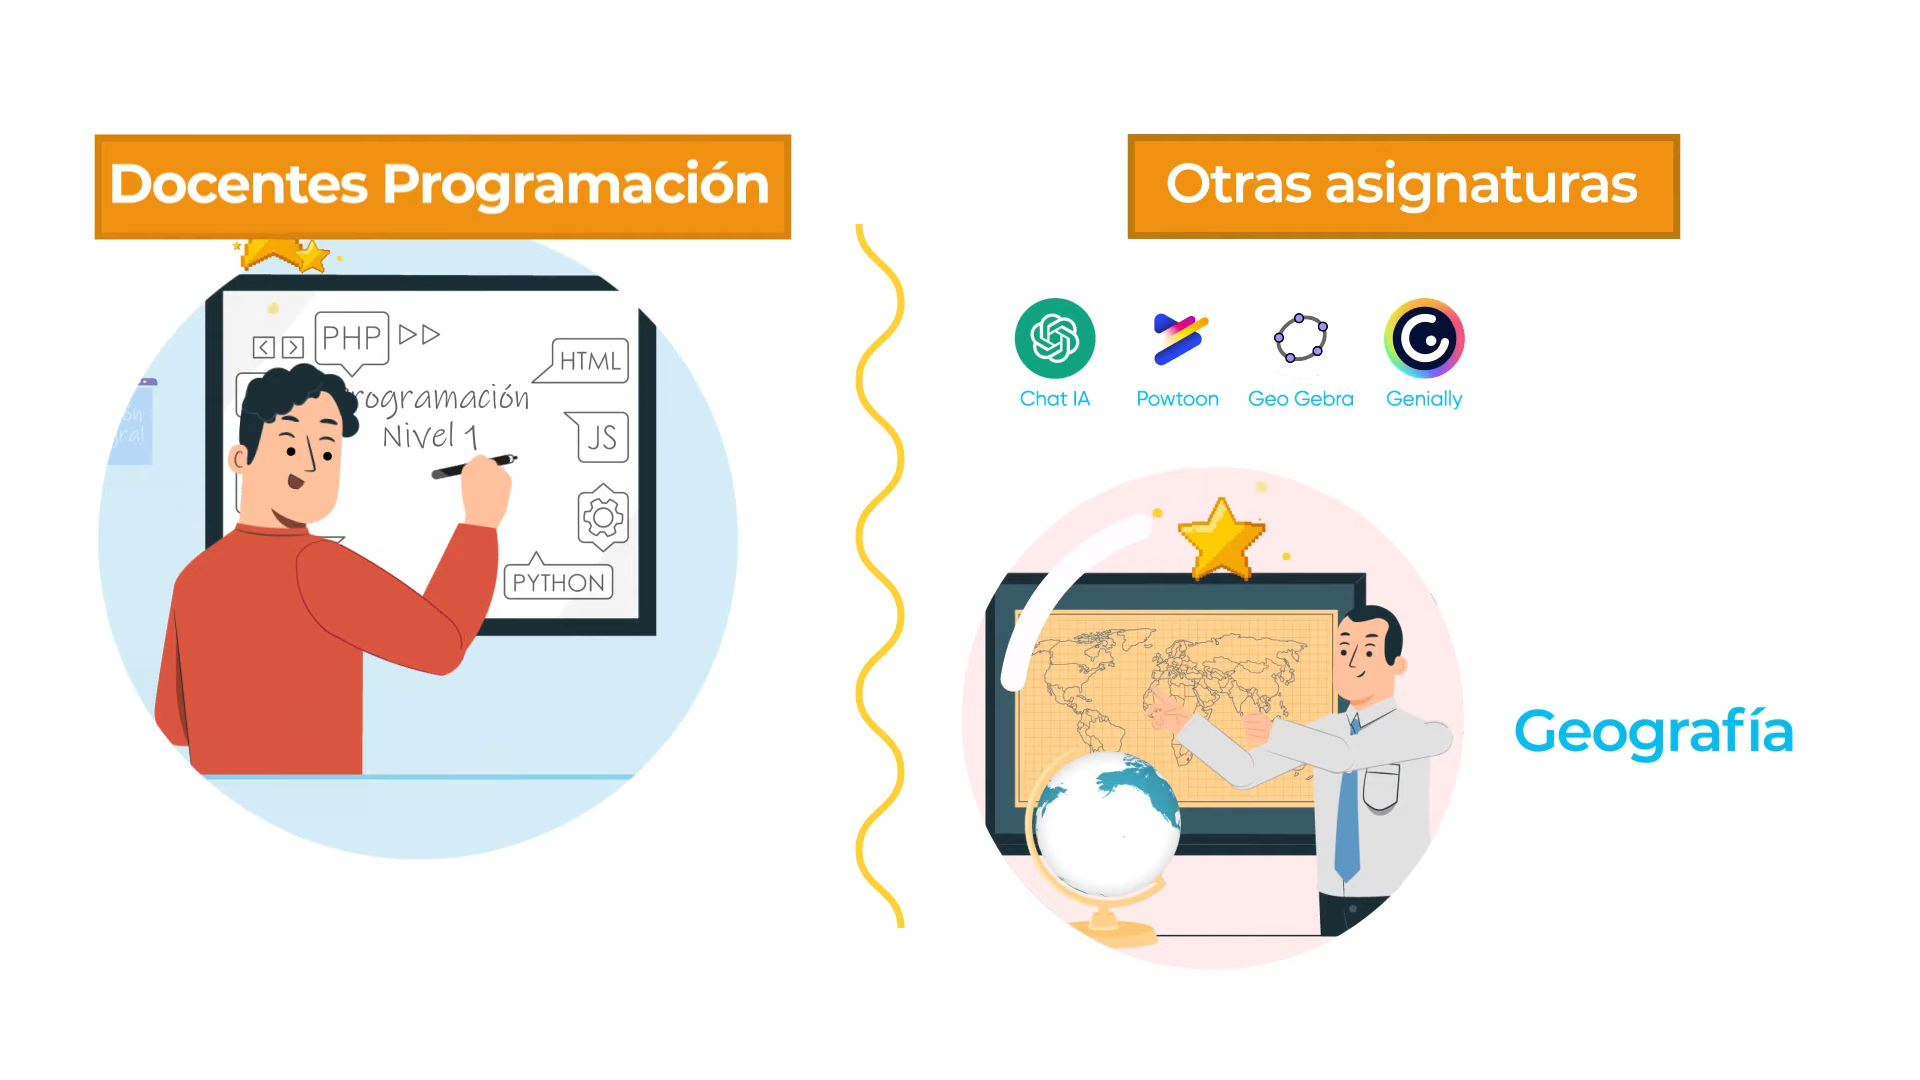 Docentes Programación
PHP
HTML
rogramación
Nivel 1
JS
PYTHON
Otras asignaturas
Chat IA
Powtoon
Geo Gebra
Genially
Geografía